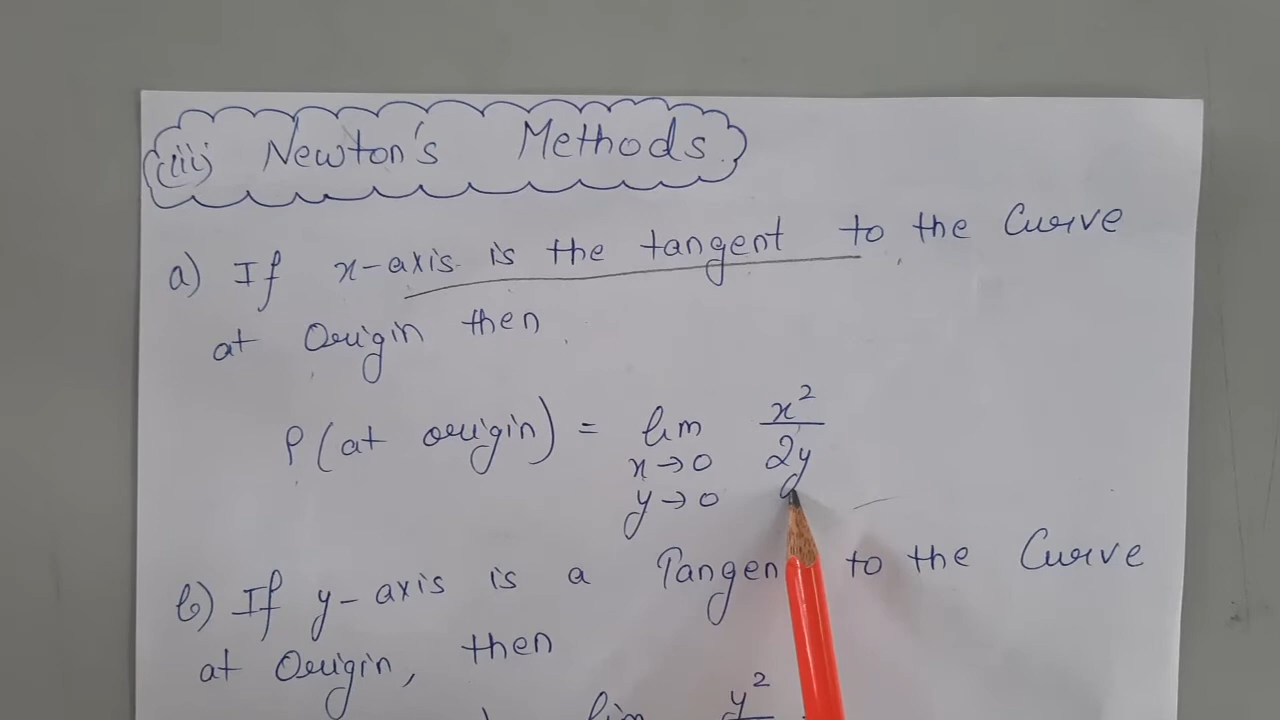 (iii) Newton's Methods.
a) If x-axis is the tangent to the Curve
at Origin then
ρ (at origin) = lim x→0 y→0 x²/2y
b) If y-axis is a Tangen to the Curve
at Origin, then
lim y²